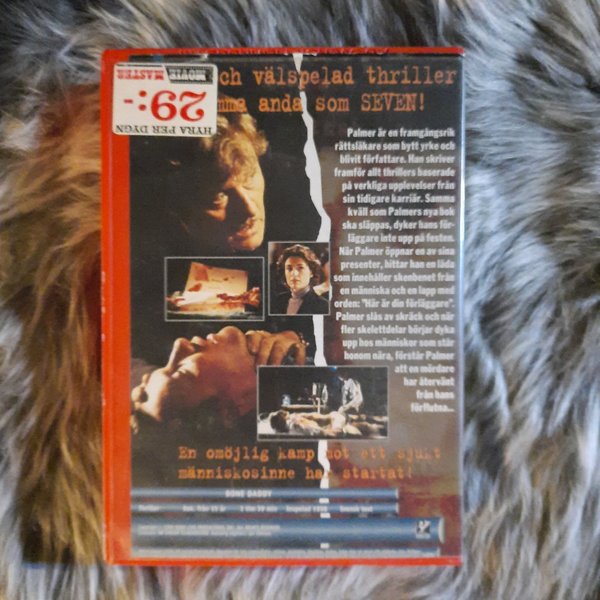 HYRA PER DYGN
29:-
MOVIE
MASTER
och välspelad thriller
anda som SEVEN!
Palmer är en framgångsrik
rättsläkare som bytt yrke och
blivit författare. Han skriver
framför allt thrillers baserade
på verkliga upplevelser från
sin tidigare karriär. Samma
kväll som Palmers nya bok
ska släppas, dyker hans för-
läggare inte upp på festen.
När Palmer öppnar en av sina
presenter, hittar han en låda
som innehåller skenbenet från
en människa och en lapp med
orden: "Här är din förläggare".
Palmer slås av skräck och när
fler skelettdelar börjar dyka
upp hos människor som står
honom nära, förstår Palmer
att en mördare
har återvänt
från hans
förflutna...
En omöjlig kamp mot ett sjukt
människosinne har startat!
BONE DADDY
Thriller